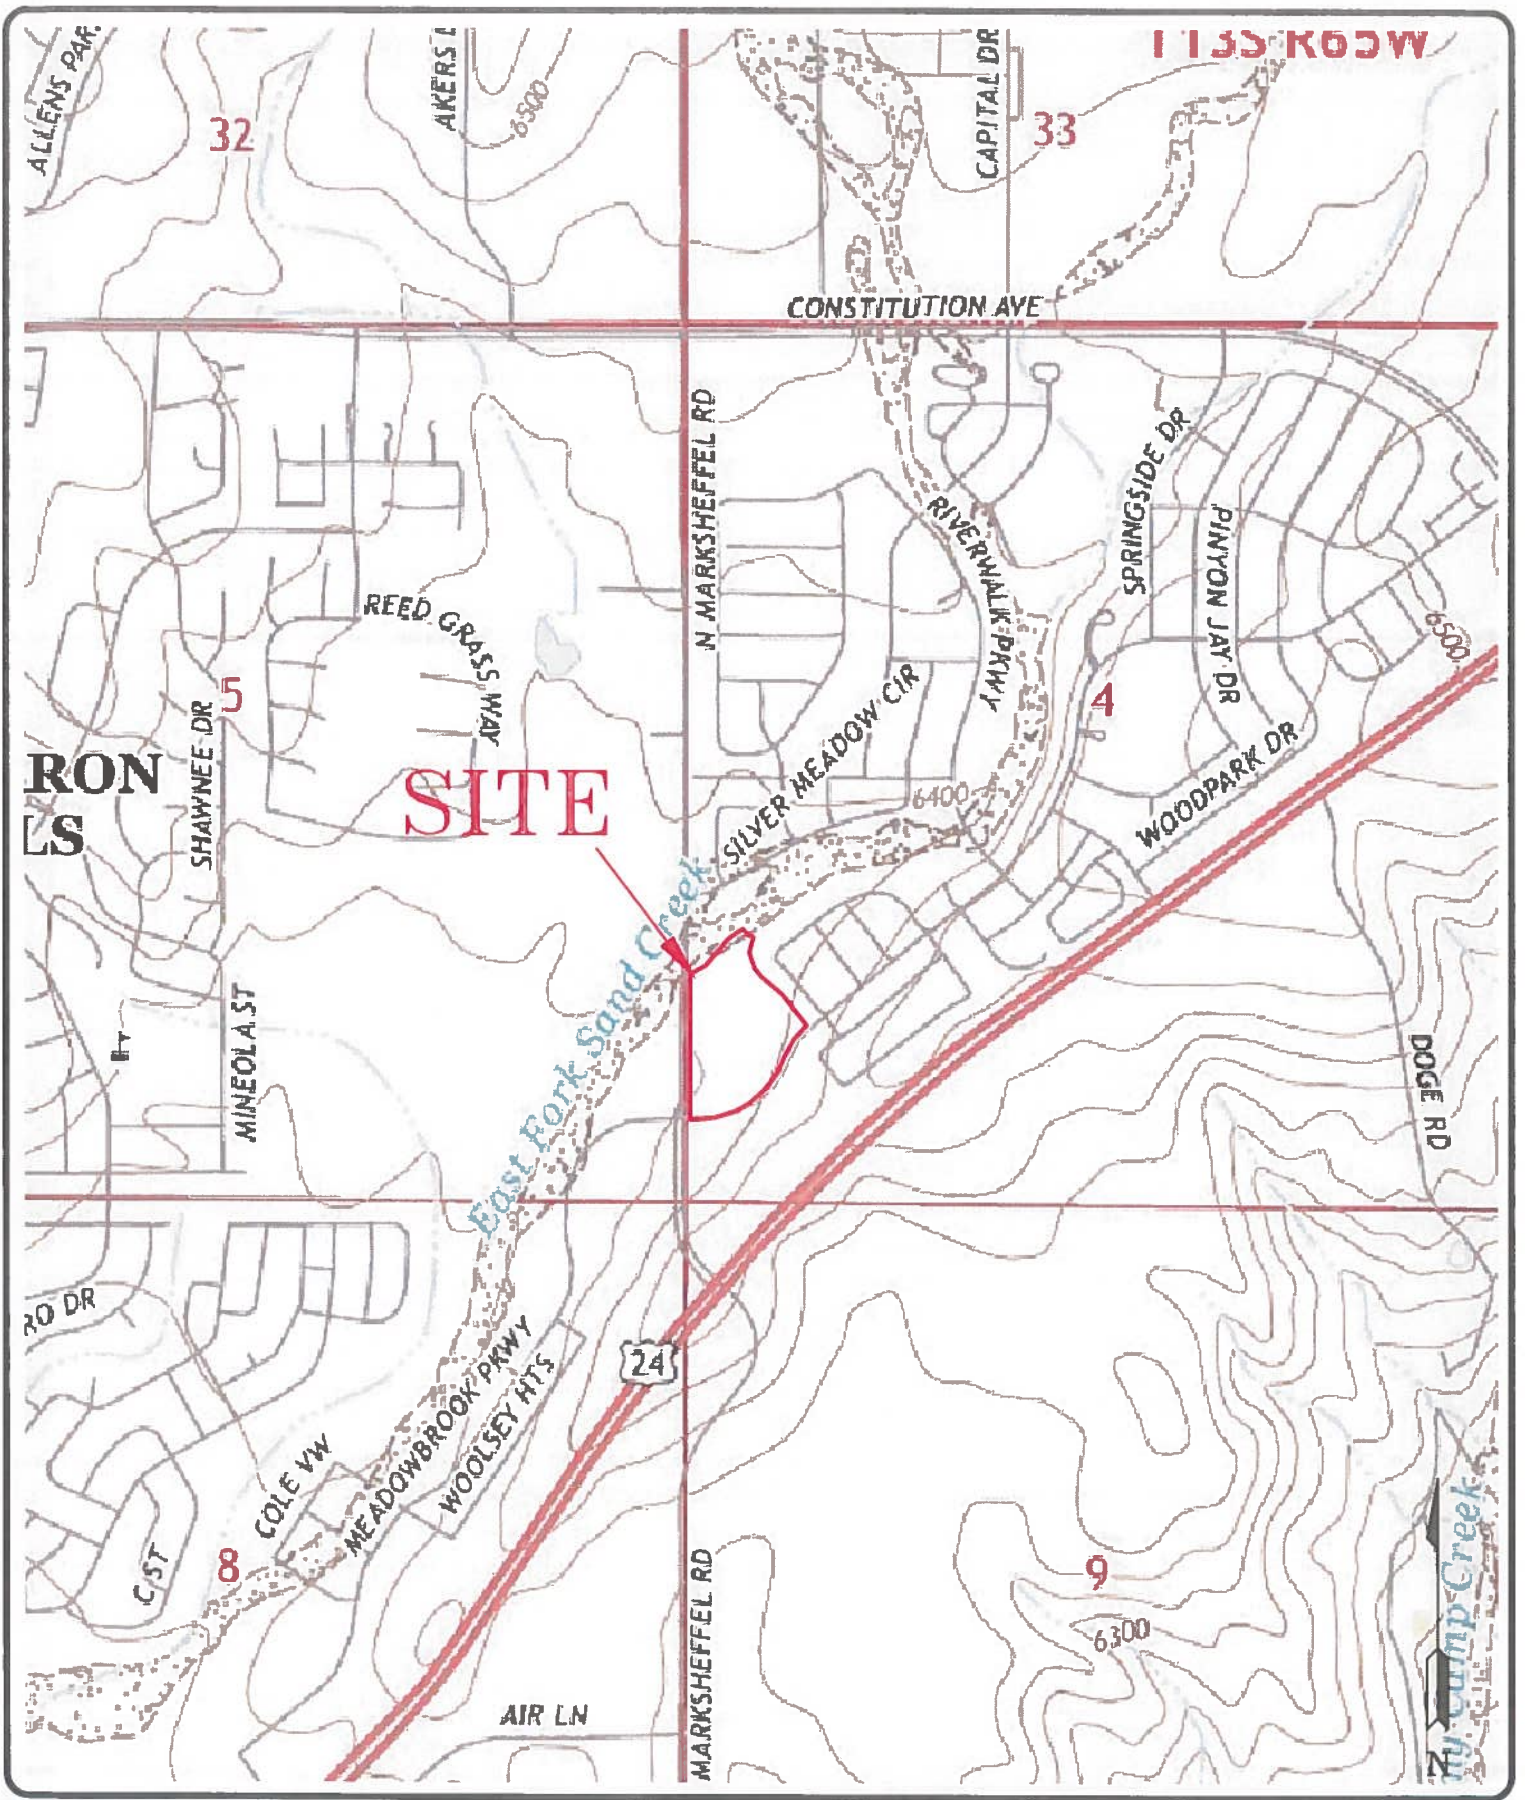 ALLENS PAR
AKERS
CAPITAL DR
T13S R65W
32
6500
33
CONSTITUTION AVE
N MARKSHEFFEL RD
SPRINGSIDE DR
RIVERWALK PKWY
PINYON JAY DR
REED GRASS WAY
6500
5
4
SHAWNEE DR
SILVER MEADOW CIR
WOODPARK DR
RON
LS
SITE
6400
East Fork Sand Creek
MINEOLA ST
DOGE RD
RO DR
24
MEADOWBROOK PKWY
WOOLSEY HTS
COLE VW
C ST
8
9
6300
MARKSHEFFEL RD
AIR LN
Camp Creek
N